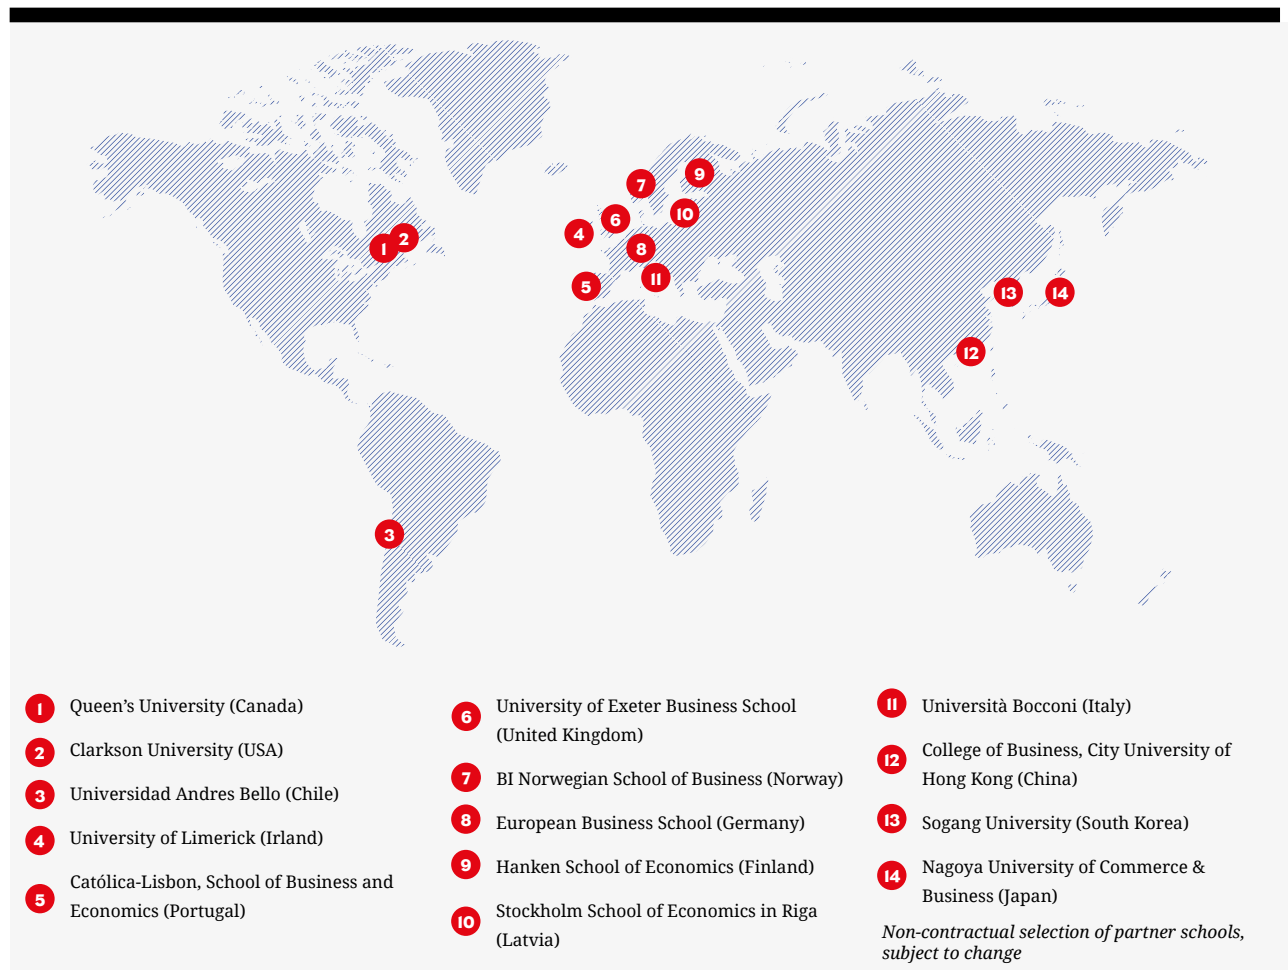 7
9
6
10
4
2
1
8
11
5
13
14
12
3
1 Queen’s University (Canada)
2 Clarkson University (USA)
3 Universidad Andres Bello (Chile)
4 University of Limerick (Irland)
5 Católica-Lisbon, School of Business and
Economics (Portugal)
6 University of Exeter Business School
(United Kingdom)
7 BI Norwegian School of Business (Norway)
8 European Business School (Germany)
9 Hanken School of Economics (Finland)
10 Stockholm School of Economics in Riga
(Latvia)
11 Università Bocconi (Italy)
12 College of Business, City University of
Hong Kong (China)
13 Sogang University (South Korea)
14 Nagoya University of Commerce &
Business (Japan)
Non-contractual selection of partner schools,
subject to change